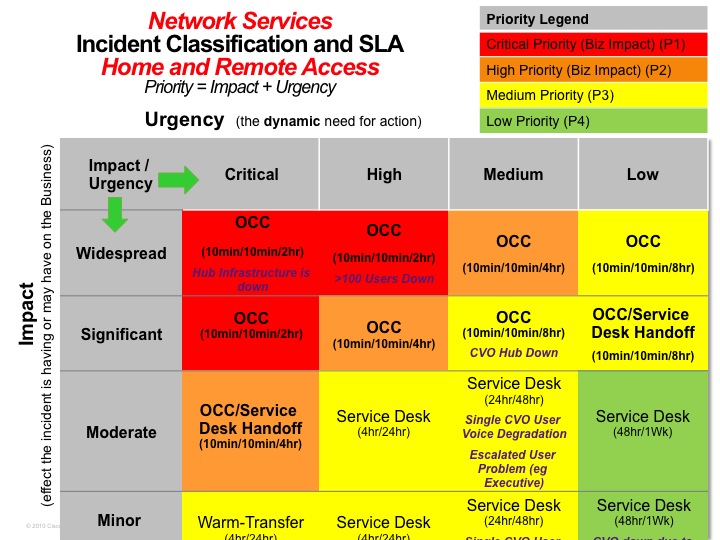 Network Services
Incident Classification and SLA
Home and Remote Access
Priority = Impact + Urgency
Priority Legend
Critical Priority (Biz Impact) (P1)
High Priority (Biz Impact) (P2)
Medium Priority (P3)
Low Priority (P4)
Urgency (the dynamic need for action)
Impact
(effect the incident is having or may have on the Business)
Impact /
Urgency
Critical
High
Medium
Low
Widespread
OCC
(10min/10min/2hr)
Hub Infrastructure is
down
OCC
(10min/10min/2hr)
>100 Users Down
OCC
(10min/10min/4hr)
OCC
(10min/10min/8hr)
Significant
OCC
(10min/10min/2hr)
OCC
(10min/10min/4hr)
OCC
(10min/10min/8hr)
CVO Hub Down
OCC/Service
Desk Handoff
(10min/10min/8hr)
Moderate
OCC/Service
Desk Handoff
(10min/10min/4hr)
Service Desk
(4hr/24hr)
Service Desk
(24hr/48hr)
Single CVO User
Voice Degradation
Escalated User
Problem (eg
Executive)
Service Desk
(48hr/1Wk)
Minor
Warm-Transfer
(4hr/24hr)
Service Desk
(4hr/24hr)
Service Desk
(24hr/48hr)
Single CVO User
Service Desk
(48hr/1Wk)
CVO down due to
© 2010 Cisc